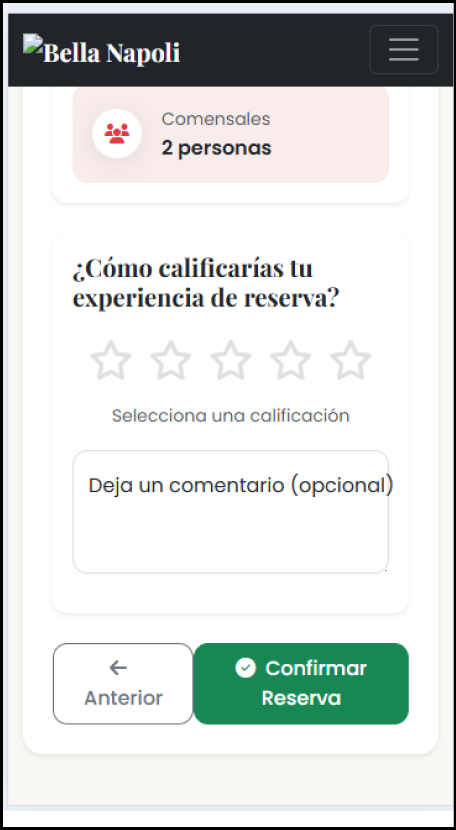 Bella Napoli
Comensales
2 personas
¿Cómo calificarías tu
experiencia de reserva?
Selecciona una calificación
Deja un comentario (opcional)
Anterior
Confirmar
Reserva